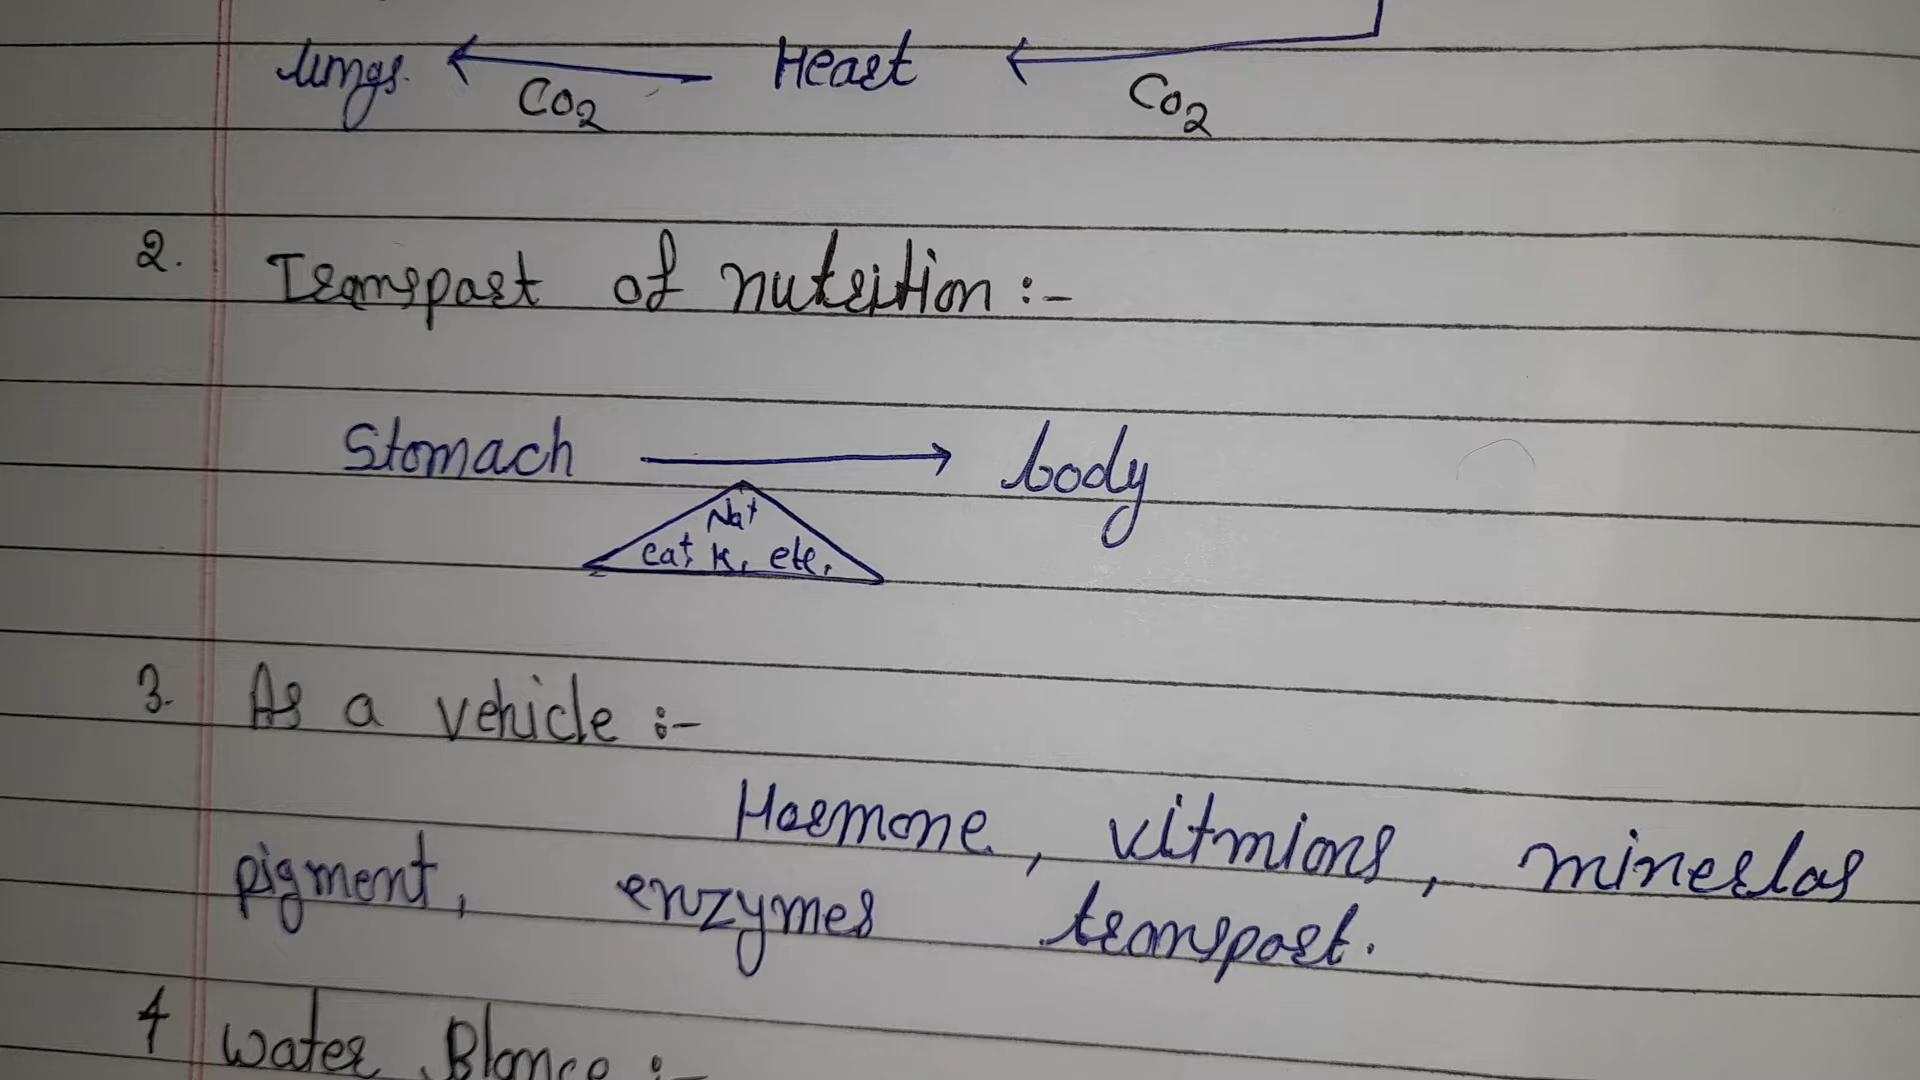 lungs. ← Heart ←
CO2 CO2
2. Transport of nutrition :-
Stomach → body
Na+
ca+, K, etc.
3. As a vehicle :-
Hormone, vitmions, minerlas
pigment, enzymes transport.
4 Water Blance :-